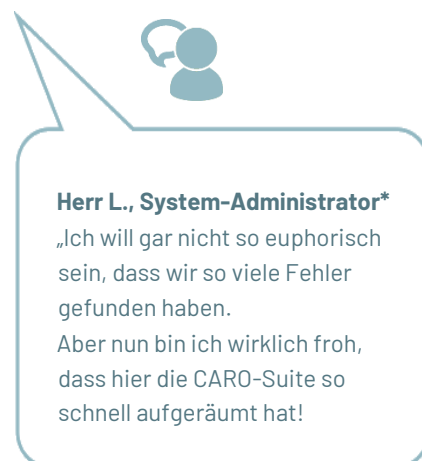 Herr L., System-Administrator*
„Ich will gar nicht so euphorisch
sein, dass wir so viele Fehler
gefunden haben.
Aber nun bin ich wirklich froh,
dass hier die CARO-Suite so
schnell aufgeräumt hat!